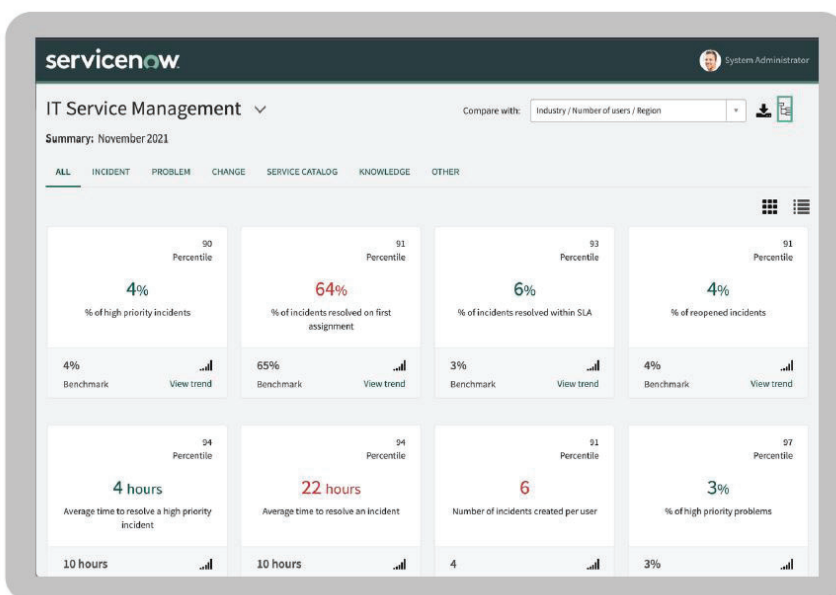 servicenow
System Administrator
IT Service Management
Compare with:
Industry / Number of users / Region
Summary: November 2021
ALL INCIDENT PROBLEM CHANGE SERVICE CATALOG KNOWLEDGE OTHER
90
Percentile
4%
% of high priority incidents
4%
Benchmark
View trend
91
Percentile
64%
% of incidents resolved on first
assignment
65%
Benchmark
View trend
93
Percentile
6%
% of incidents resolved within SLA
3%
Benchmark
View trend
91
Percentile
4%
% of reopened incidents
4%
Benchmark
View trend
94
Percentile
4 hours
Average time to resolve a high priority
incident
10 hours
94
Percentile
22 hours
Average time to resolve an incident
10 hours
91
Percentile
6
Number of incidents created per user
4
97
Percentile
3%
% of high priority problems
3%